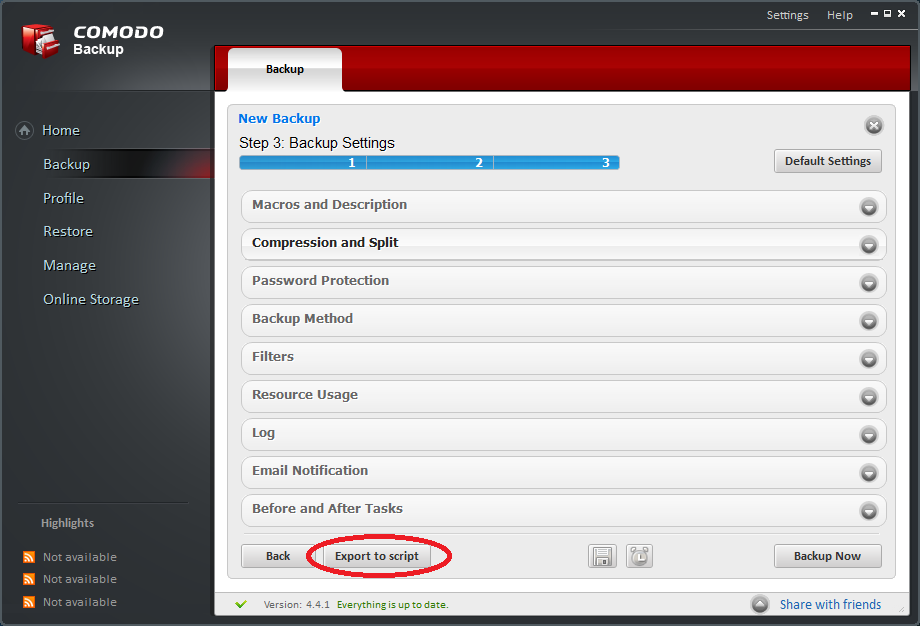 Settings Help
COMODO
Backup
Backup
Home
Backup
Profile
Restore
Manage
Online Storage
Highlights
Not available
Not available
Not available
New Backup
Step 3: Backup Settings
1 2 3
Default Settings
Macros and Description
Compression and Split
Password Protection
Backup Method
Filters
Resource Usage
Log
Email Notification
Before and After Tasks
Back Export to script Backup Now
Version: 4.4.1 Everything is up to date. Share with friends